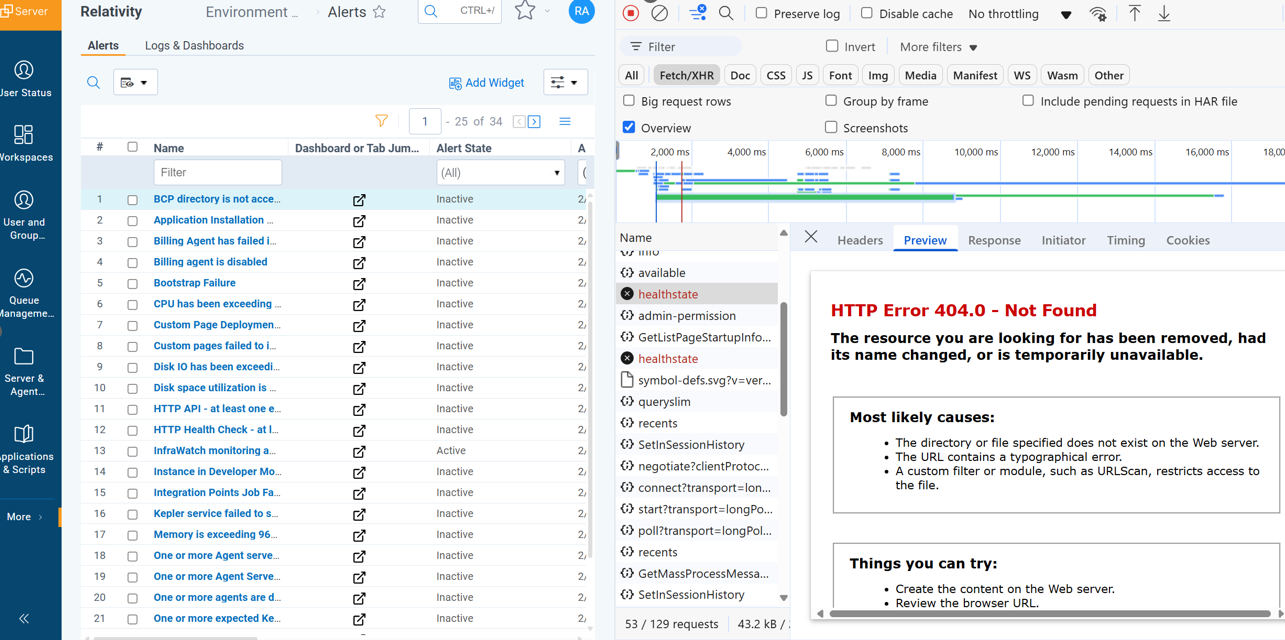 Server
User Status
Workspaces
User and
Group...
Queue
Manageme...
Server &
Agent...
Applications
& Scripts
More
Relativity
Environment ...
Alerts
CTRL+/
RA
Alerts
Logs & Dashboards
Add Widget
1 - 25 of 34
# Name Dashboard or Tab Jum... Alert State A
Filter (All) (
1 BCP directory is not acce... Inactive 2/
2 Application Installation ... Inactive 2/
3 Billing Agent has failed i... Inactive 2/
4 Billing agent is disabled Inactive 2/
5 Bootstrap Failure Inactive 2/
6 CPU has been exceeding ... Inactive 2/
7 Custom Page Deploymen... Inactive 2/
8 Custom pages failed to i... Inactive 2/
9 Disk IO has been exceedi... Inactive 2/
10 Disk space utilization is ... Inactive 2/
11 HTTP API - at least one e... Inactive 2/
12 HTTP Health Check - at l... Inactive 2/
13 InfraWatch monitoring a... Active 2/
14 Instance in Developer Mo... Inactive 2/
15 Integration Points Job Fa... Inactive 2/
16 Kepler service failed to s... Inactive 2/
17 Memory is exceeding 96... Inactive 2/
18 One or more Agent serve... Inactive 2/
19 One or more Agent Serve... Inactive 2/
20 One or more agents are d... Inactive 2/
21 One or more expected Ke... Inactive 2/
Preserve log
Disable cache
No throttling
Filter
Invert
More filters
All Fetch/XHR Doc CSS JS Font Img Media Manifest WS Wasm Other
Big request rows
Group by frame
Include pending requests in HAR file
Overview
Screenshots
2,000 ms 4,000 ms 6,000 ms 8,000 ms 10,000 ms 12,000 ms 14,000 ms 16,000 ms 18,0
Name
info
available
healthstate
admin-permission
GetListPageStartupInfo...
healthstate
symbol-defs.svg?v=ver...
queryslim
recents
SetInSessionHistory
negotiate?clientProtoc...
connect?transport=lon...
start?transport=longPo...
poll?transport=longPol...
recents
GetMassProcessMessa...
SetInSessionHistory
53 / 129 requests
43.2 kB /
Headers Preview Response Initiator Timing Cookies
HTTP Error 404.0 - Not Found
The resource you are looking for has been removed, had
its name changed, or is temporarily unavailable.
Most likely causes:
• The directory or file specified does not exist on the Web server.
• The URL contains a typographical error.
• A custom filter or module, such as URLScan, restricts access to
the file.
Things you can try:
• Create the content on the Web server.
• Review the browser URL.